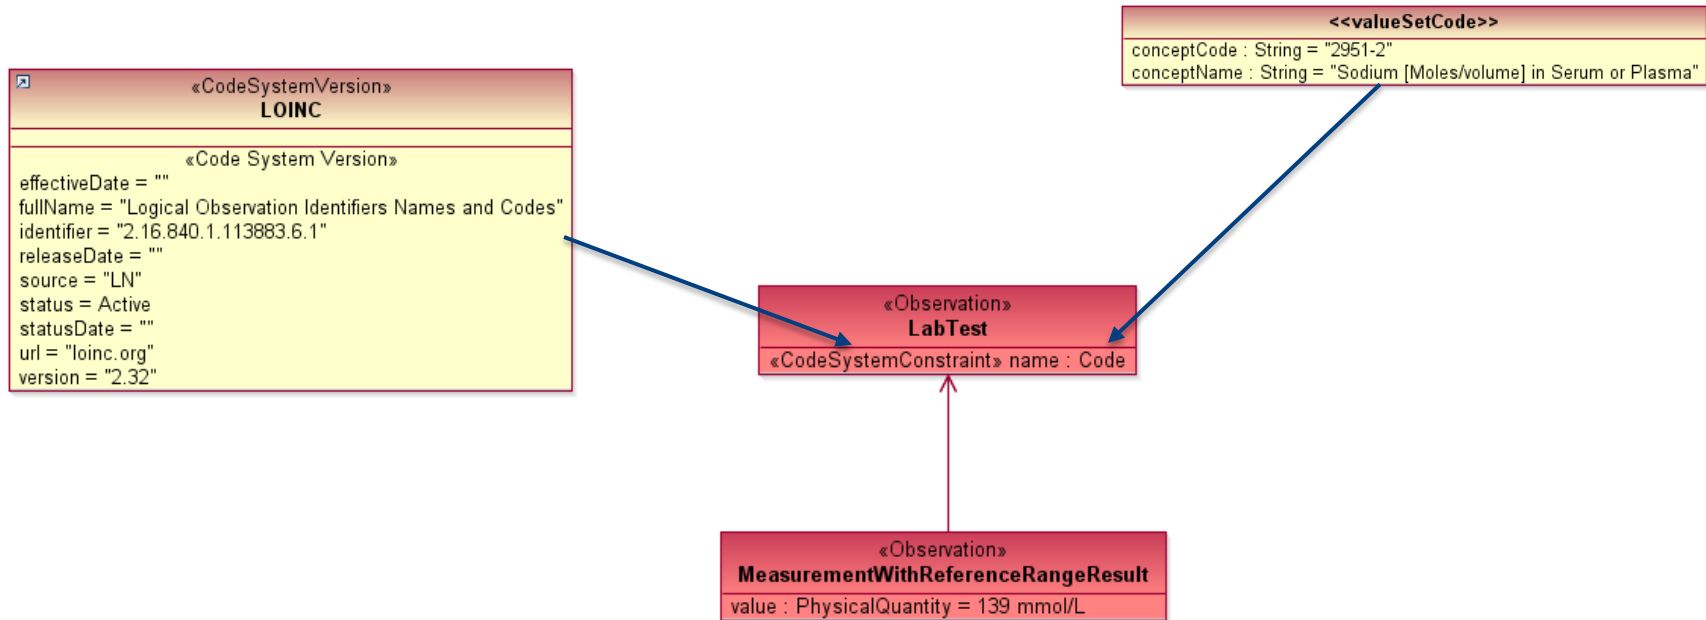 <<valueSetCode>>
conceptCode : String = "2951-2"
conceptName : String = "Sodium [Moles/volume] in Serum or Plasma"
«CodeSystemVersion»
LOINC
«Code System Version»
effectiveDate = ""
fullName = "Logical Observation Identifiers Names and Codes"
identifier = "2.16.840.1.113883.6.1"
releaseDate = ""
source = "LN"
status = Active
statusDate = ""
url = "loinc.org"
version = "2.32"
«Observation»
LabTest
«CodeSystemConstraint» name : Code
«Observation»
MeasurementWithReferenceRangeResult
value : PhysicalQuantity = 139 mmol/L